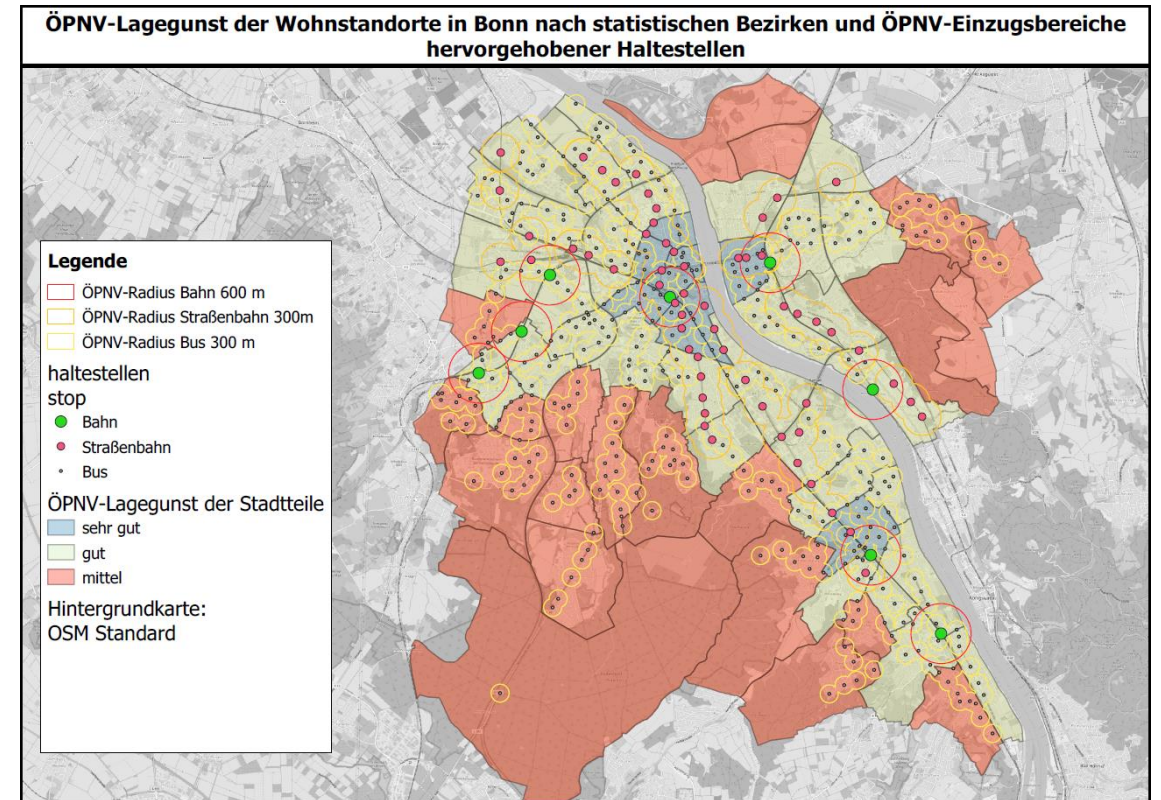 ÖPNV-Lagegunst der Wohnstandorte in Bonn nach statistischen Bezirken und ÖPNV-Einzugsbereiche
hervorgehobener Haltestellen
Legende
ÖPNV-Radius Bahn 600 m
ÖPNV-Radius Straßenbahn 300m
ÖPNV-Radius Bus 300 m
haltestellen
stop
Bahn
Straßenbahn
Bus
ÖPNV-Lagegunst der Stadtteile
sehr gut
gut
mittel
Hintergrundkarte:
OSM Standard